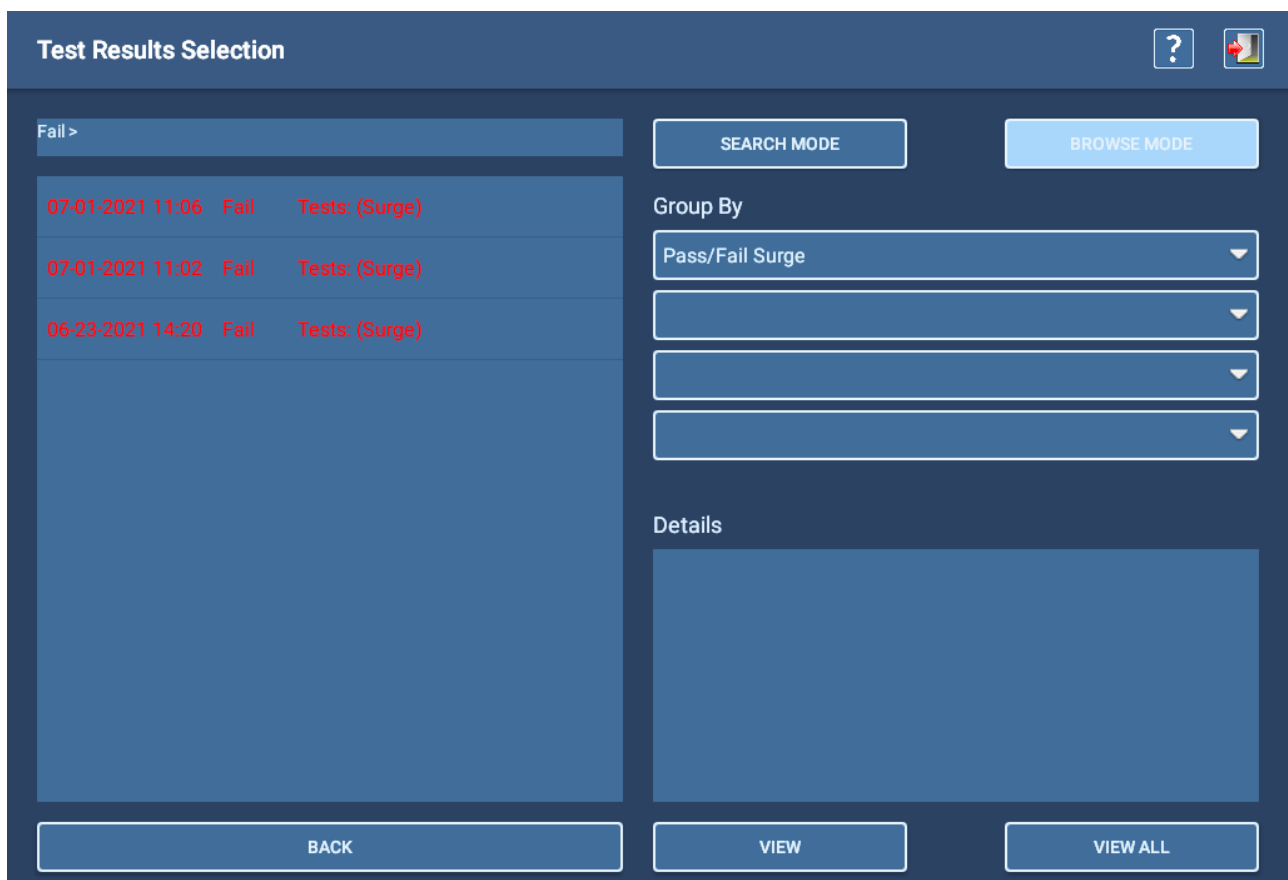 Test Results Selection
?
Fail >
SEARCH MODE
BROWSE MODE
07-01-2021 11:06 Fail Tests: (Surge)
07-01-2021 11:02 Fail Tests: (Surge)
06-23-2021 14:20 Fail Tests: (Surge)
Group By
Pass/Fail Surge
Details
BACK
VIEW
VIEW ALL